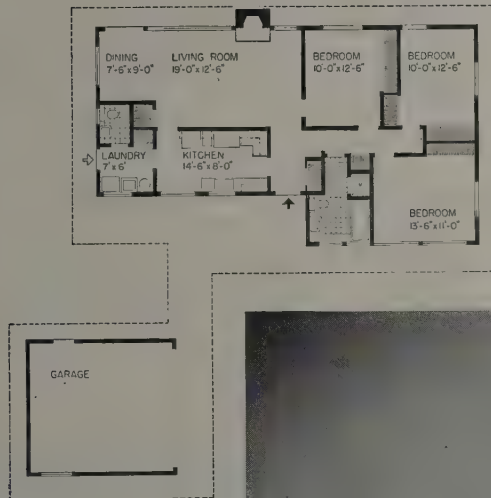 DINING
7'-6"x9'-0"
LIVING ROOM
19'-0"x12'-6"
BEDROOM
10'-0"x12'-6"
BEDROOM
10'-0"x12'-6"
LAUNDRY
7'x6'
KITCHEN
14'-6"x8'-0"
BEDROOM
13'-6"x11'-0"
GARAGE